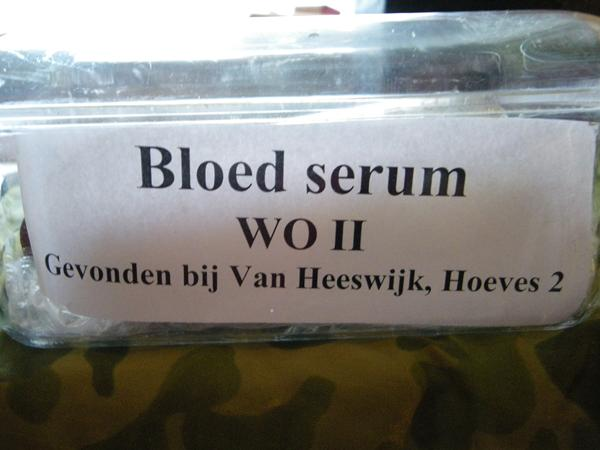 Bloed serum
WO II
Gevonden bij Van Heeswijk, Hoeves 2